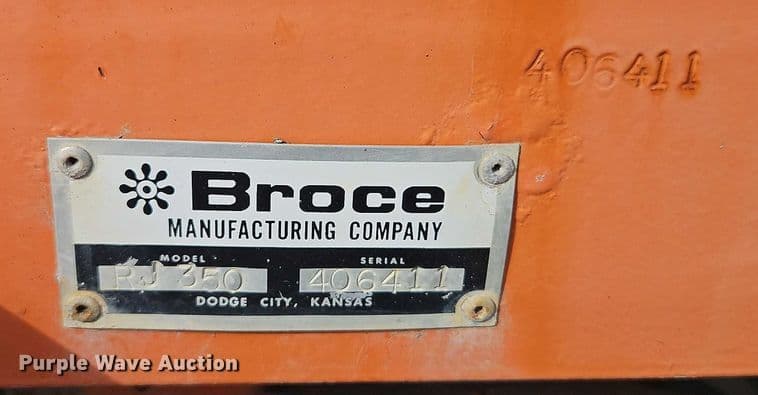 406411
Broce
MANUFACTURING COMPANY
MODEL SERIAL
RJ 350 406411
DODGE CITY, KANSAS
Purple Wave Auction